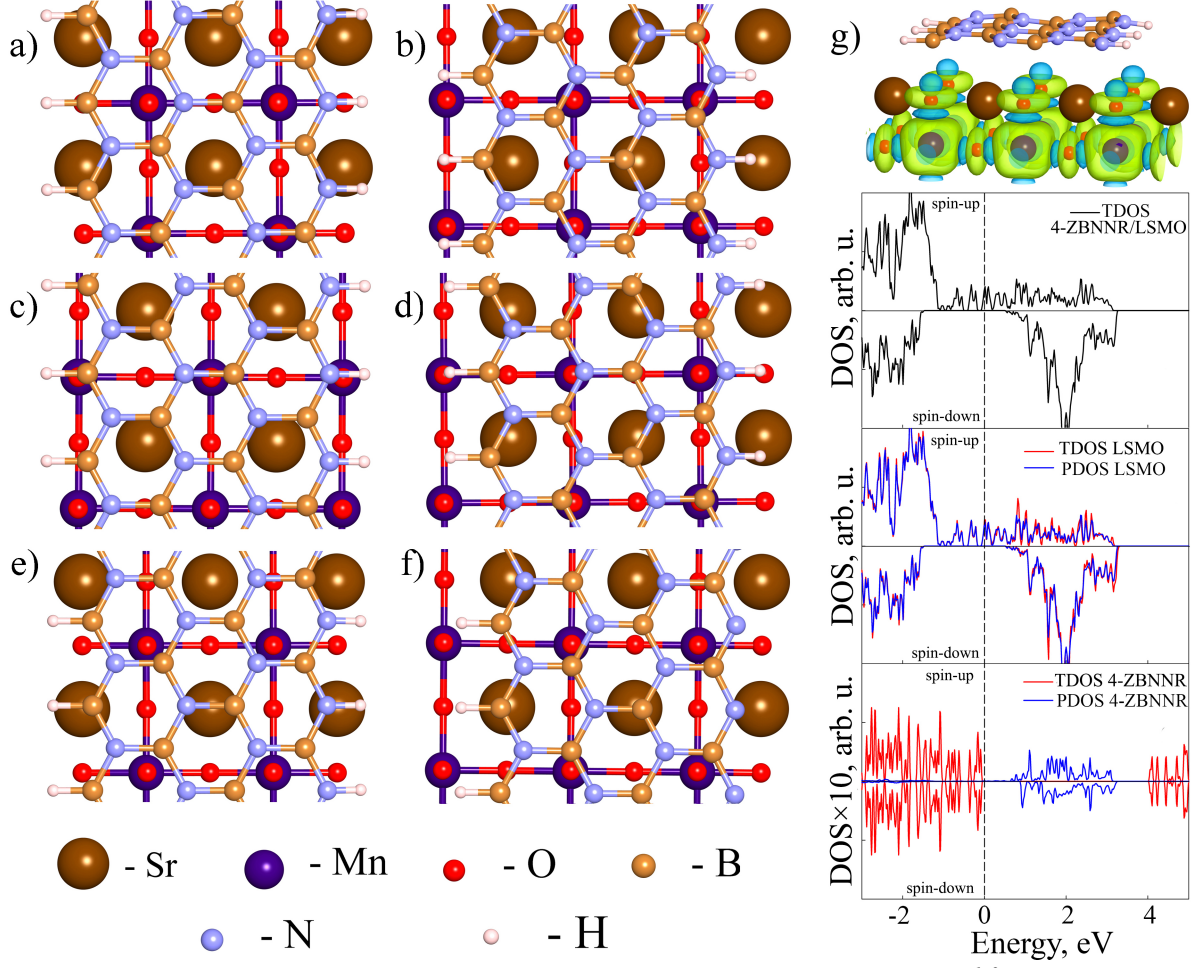 a)
b)
c)
d)
e)
f)
- Sr
- Mn
- O
- B
- N
- H
g)
spin-up
TDOS
4-ZBNNR/LSMO
DOS, arb. u.
spin-down
spin-up
TDOS LSMO
PDOS LSMO
DOS, arb. u.
spin-down
spin-up
TDOS 4-ZBNNR
PDOS 4-ZBNNR
DOS×10, arb. u.
spin-down
-2 0 2 4
Energy, eV